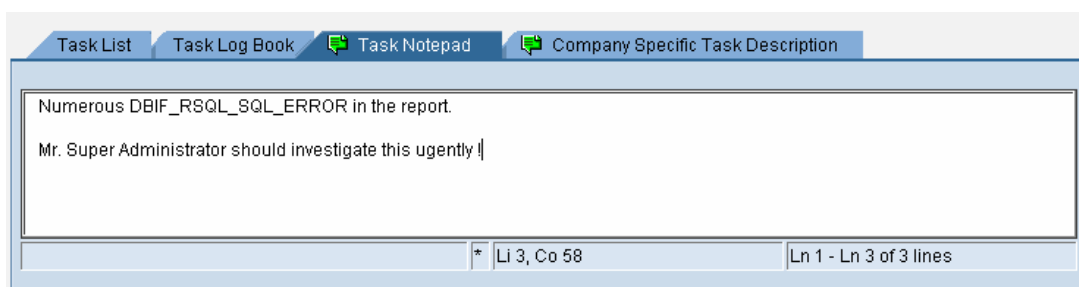 Task List Task Log Book Task Notepad Company Specific Task Description
Numerous DBIF_RSQL_SQL_ERROR in the report.
Mr. Super Administrator should investigate this ugently !
* Li 3, Co 58 Ln 1 - Ln 3 of 3 lines